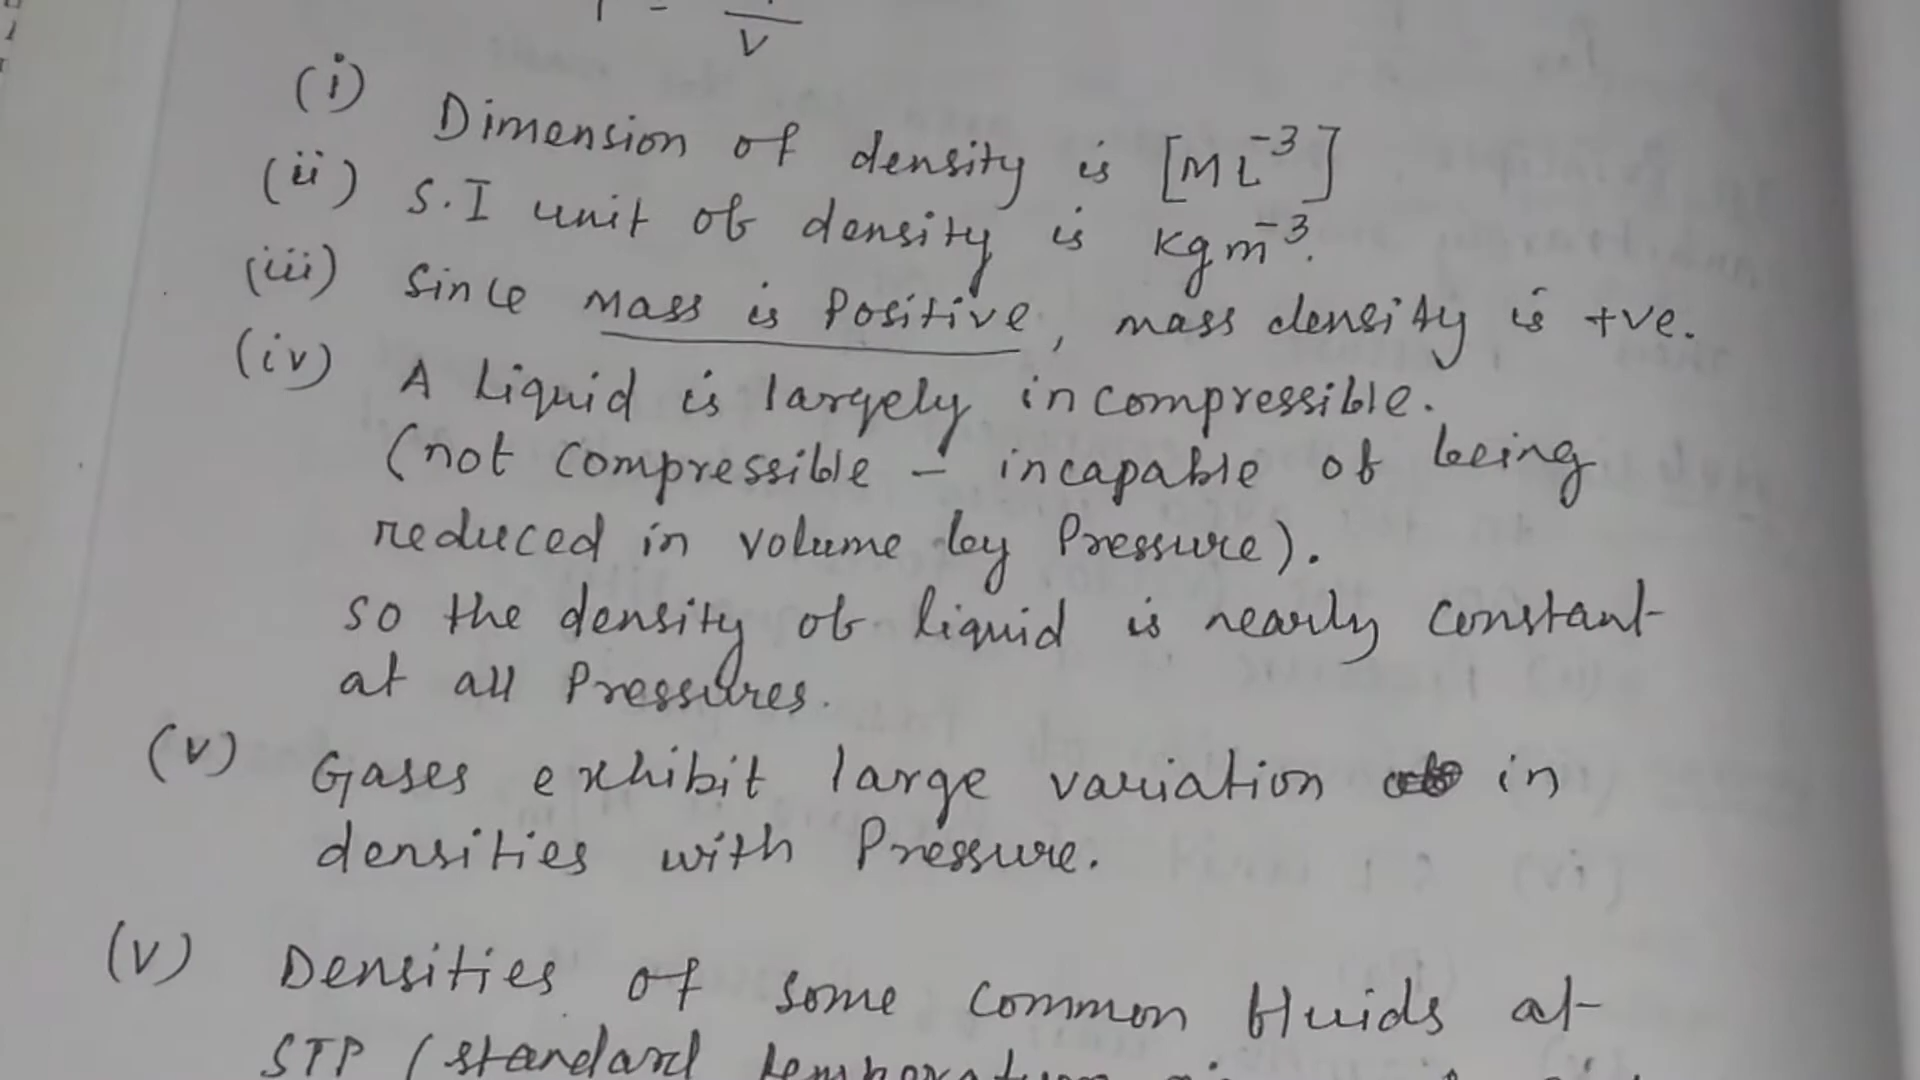 V
(i) Dimension of density is [ML⁻³]
(ii) S.I unit of density is kgm⁻³.
(iii) Since mass is Positive, mass density is +ve.
(iv) A liquid is largely incompressible.
(not compressible – incapable of being
reduced in volume by Pressure).
so the density of liquid is nearly constant
at all Pressures.
(v) Gases exhibit large variation in
densities with Pressure.
(v) Densities of some common fluids at
STP (standard temperature